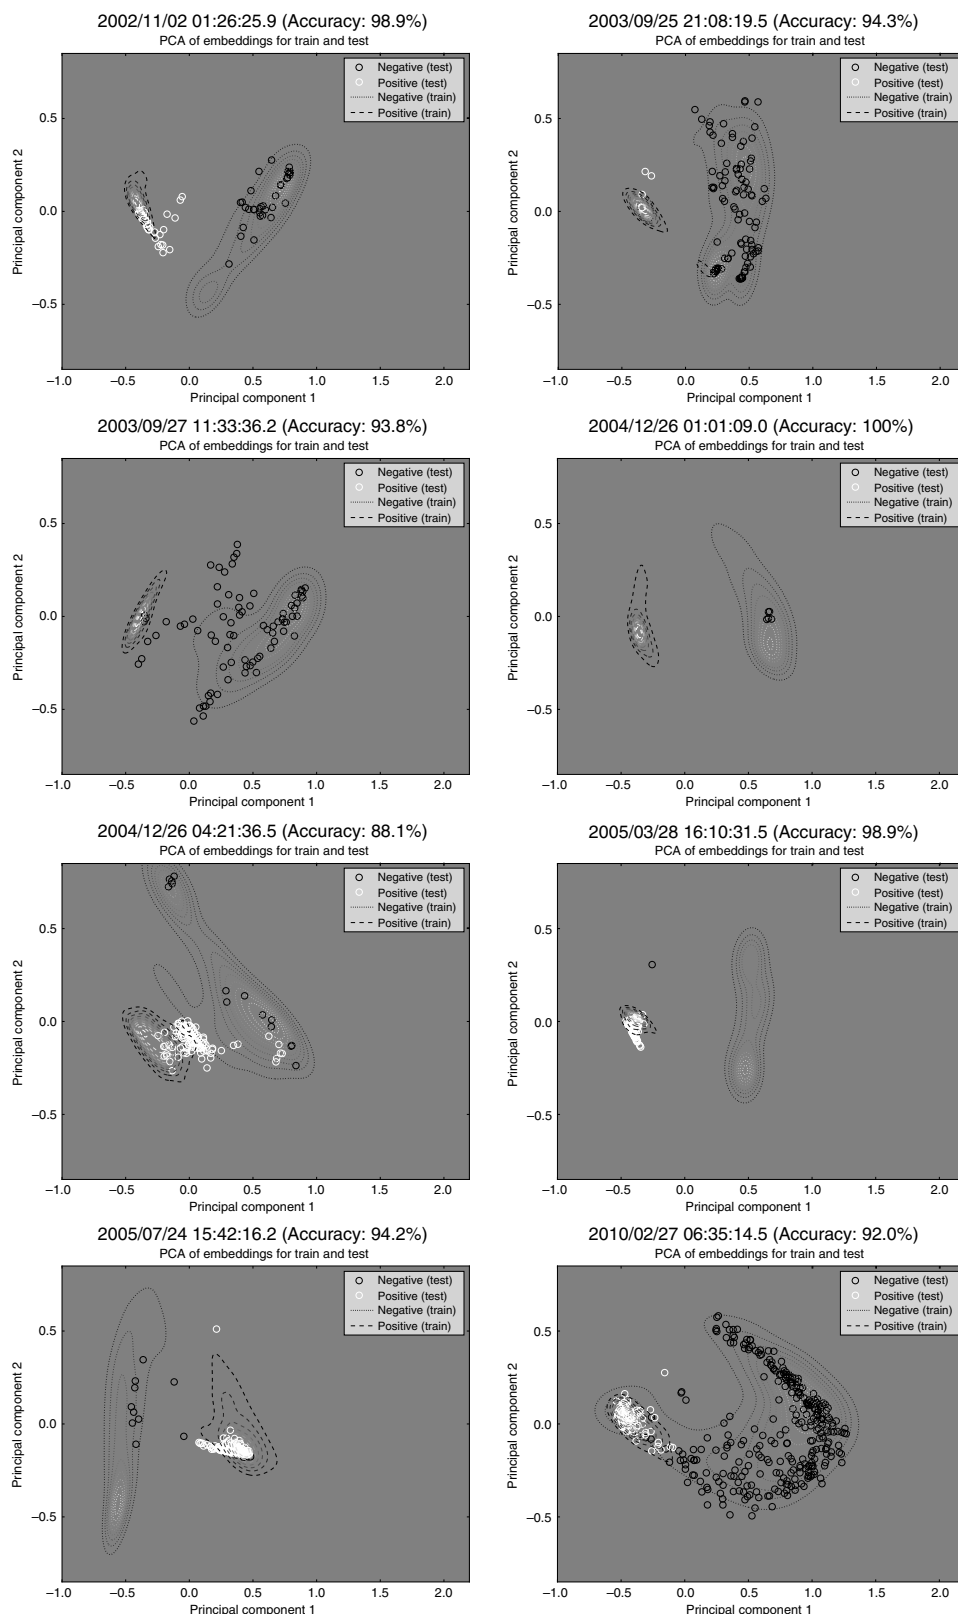 2002/11/02 01:26:25.9 (Accuracy: 98.9%)
PCA of embeddings for train and test
Negative (test)
Positive (test)
Negative (train)
Positive (train)
Principal component 2
0.5
0.0
−0.5
−1.0 −0.5 0.0 0.5 1.0 1.5 2.0
Principal component 1
2003/09/25 21:08:19.5 (Accuracy: 94.3%)
PCA of embeddings for train and test
Negative (test)
Positive (test)
Negative (train)
Positive (train)
Principal component 2
0.5
0.0
−0.5
−1.0 −0.5 0.0 0.5 1.0 1.5 2.0
Principal component 1
2003/09/27 11:33:36.2 (Accuracy: 93.8%)
PCA of embeddings for train and test
Negative (test)
Positive (test)
Negative (train)
Positive (train)
Principal component 2
0.5
0.0
−0.5
−1.0 −0.5 0.0 0.5 1.0 1.5 2.0
Principal component 1
2004/12/26 01:01:09.0 (Accuracy: 100%)
PCA of embeddings for train and test
Negative (test)
Positive (test)
Negative (train)
Positive (train)
Principal component 2
0.5
0.0
−0.5
−1.0 −0.5 0.0 0.5 1.0 1.5 2.0
Principal component 1
2004/12/26 04:21:36.5 (Accuracy: 88.1%)
PCA of embeddings for train and test
Negative (test)
Positive (test)
Negative (train)
Positive (train)
Principal component 2
0.5
0.0
−0.5
−1.0 −0.5 0.0 0.5 1.0 1.5 2.0
Principal component 1
2005/03/28 16:10:31.5 (Accuracy: 98.9%)
PCA of embeddings for train and test
Negative (test)
Positive (test)
Negative (train)
Positive (train)
Principal component 2
0.5
0.0
−0.5
−1.0 −0.5 0.0 0.5 1.0 1.5 2.0
Principal component 1
2005/07/24 15:42:16.2 (Accuracy: 94.2%)
PCA of embeddings for train and test
Negative (test)
Positive (test)
Negative (train)
Positive (train)
Principal component 2
0.5
0.0
−0.5
−1.0 −0.5 0.0 0.5 1.0 1.5 2.0
Principal component 1
2010/02/27 06:35:14.5 (Accuracy: 92.0%)
PCA of embeddings for train and test
Negative (test)
Positive (test)
Negative (train)
Positive (train)
Principal component 2
0.5
0.0
−0.5
−1.0 −0.5 0.0 0.5 1.0 1.5 2.0
Principal component 1